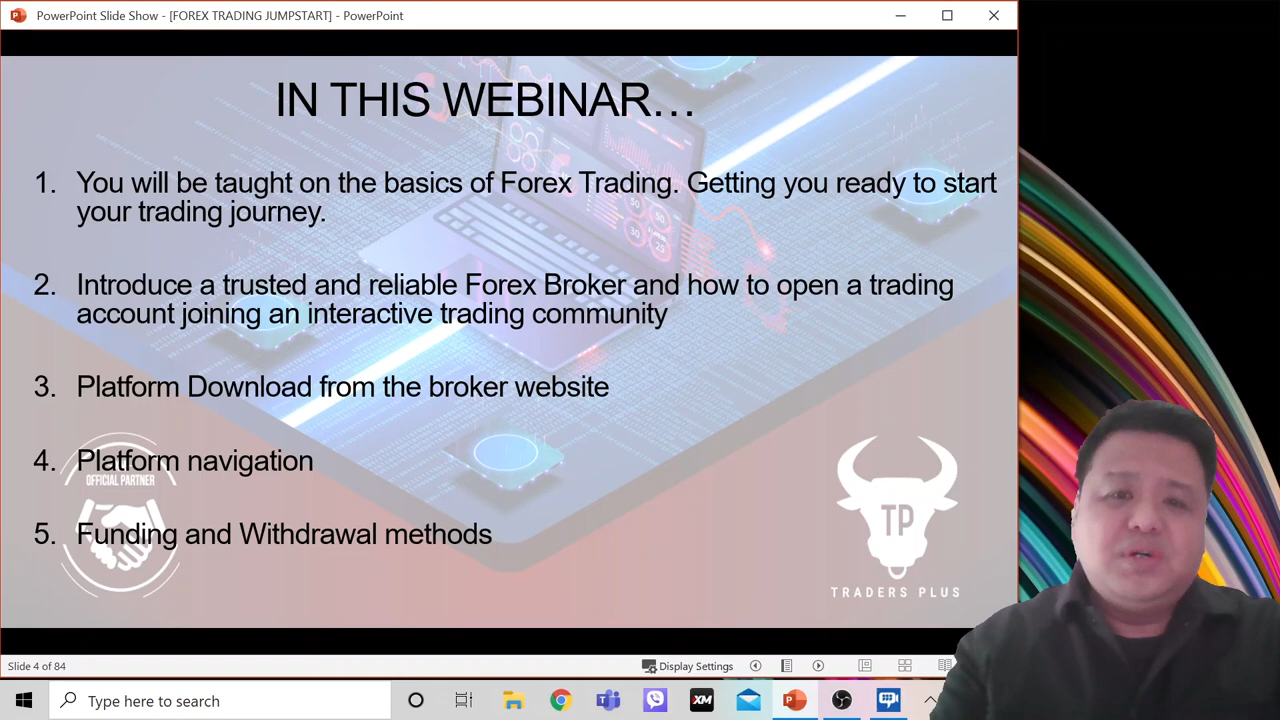 PowerPoint Slide Show - [FOREX TRADING JUMPSTART] - PowerPoint
IN THIS WEBINAR…
1. You will be taught on the basics of Forex Trading. Getting you ready to start
your trading journey.
2. Introduce a trusted and reliable Forex Broker and how to open a trading
account joining an interactive trading community
3. Platform Download from the broker website
4. Platform navigation
OFFICIAL PARTNER
5. Funding and Withdrawal methods
TP
TRADERS PLUS
Slide 4 of 84
Display Settings
Type here to search
XM